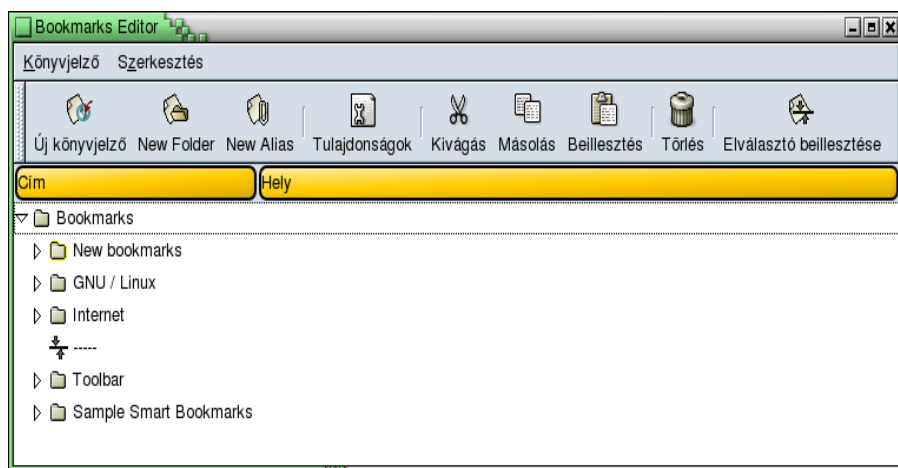 Bookmarks Editor
Könyvjelző Szerkesztés
Új könyvjelző New Folder New Alias Tulajdonságok Kivágás Másolás Beillesztés Törlés Elválasztó beillesztése
Cím Hely
Bookmarks
New bookmarks
GNU / Linux
Internet
-----
Toolbar
Sample Smart Bookmarks